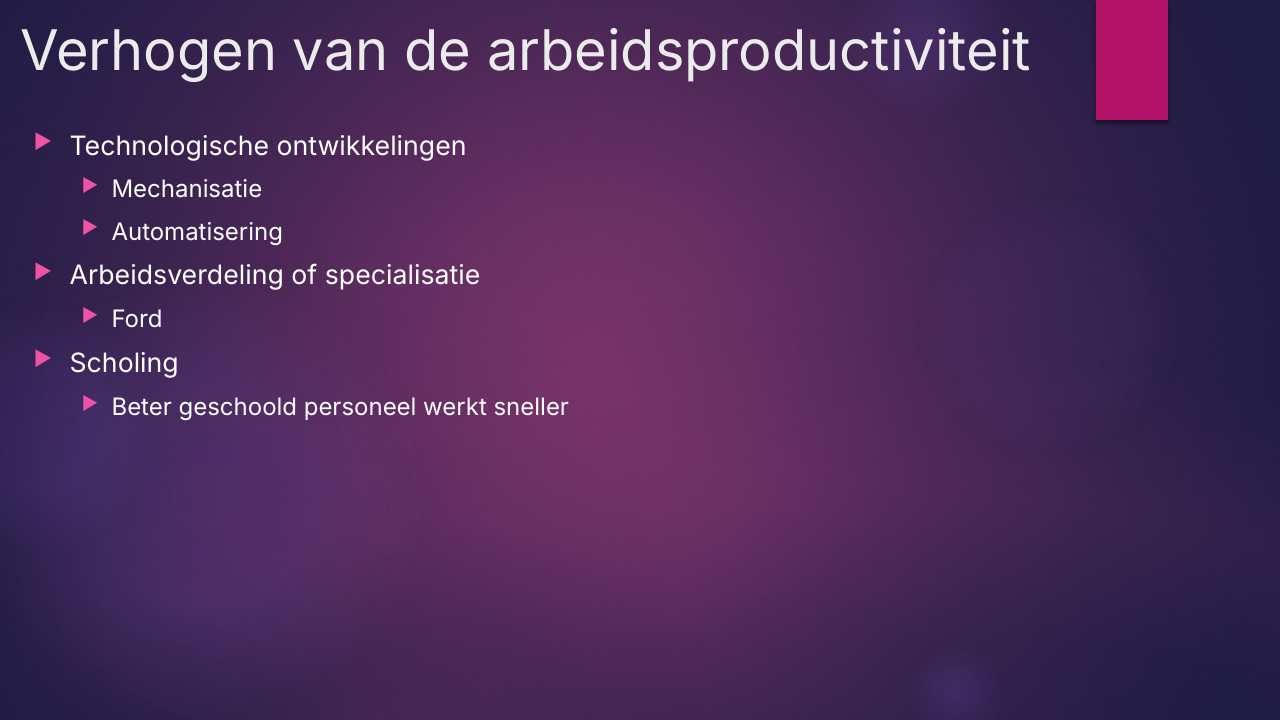 Verhogen van de arbeidsproductiviteit
Technologische ontwikkelingen
Mechanisatie
Automatisering
Arbeidsverdeling of specialisatie
Ford
Scholing
Beter geschoold personeel werkt sneller